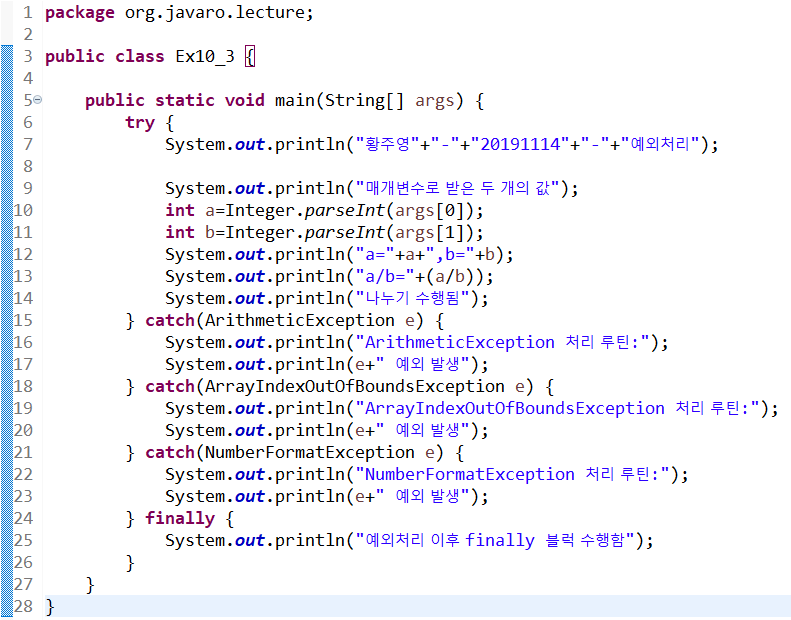 1 package org.javaro.lecture;
2
3 public class Ex10_3 {
4
5 public static void main(String[] args) {
6 try {
7 System.out.println("황주영"+"-"+"20191114"+"-"+"예외처리");
8
9 System.out.println("매개변수로 받은 두 개의 값");
10 int a=Integer.parseInt(args[0]);
11 int b=Integer.parseInt(args[1]);
12 System.out.println("a="+a+",b="+b);
13 System.out.println("a/b="+(a/b));
14 System.out.println("나누기 수행됨");
15 } catch(ArithmeticException e) {
16 System.out.println("ArithmeticException 처리 루틴:");
17 System.out.println(e+" 예외 발생");
18 } catch(ArrayIndexOutOfBoundsException e) {
19 System.out.println("ArrayIndexOutOfBoundsException 처리 루틴:");
20 System.out.println(e+" 예외 발생");
21 } catch(NumberFormatException e) {
22 System.out.println("NumberFormatException 처리 루틴:");
23 System.out.println(e+" 예외 발생");
24 } finally {
25 System.out.println("예외처리 이후 finally 블럭 수행함");
26 }
27 }
28 }